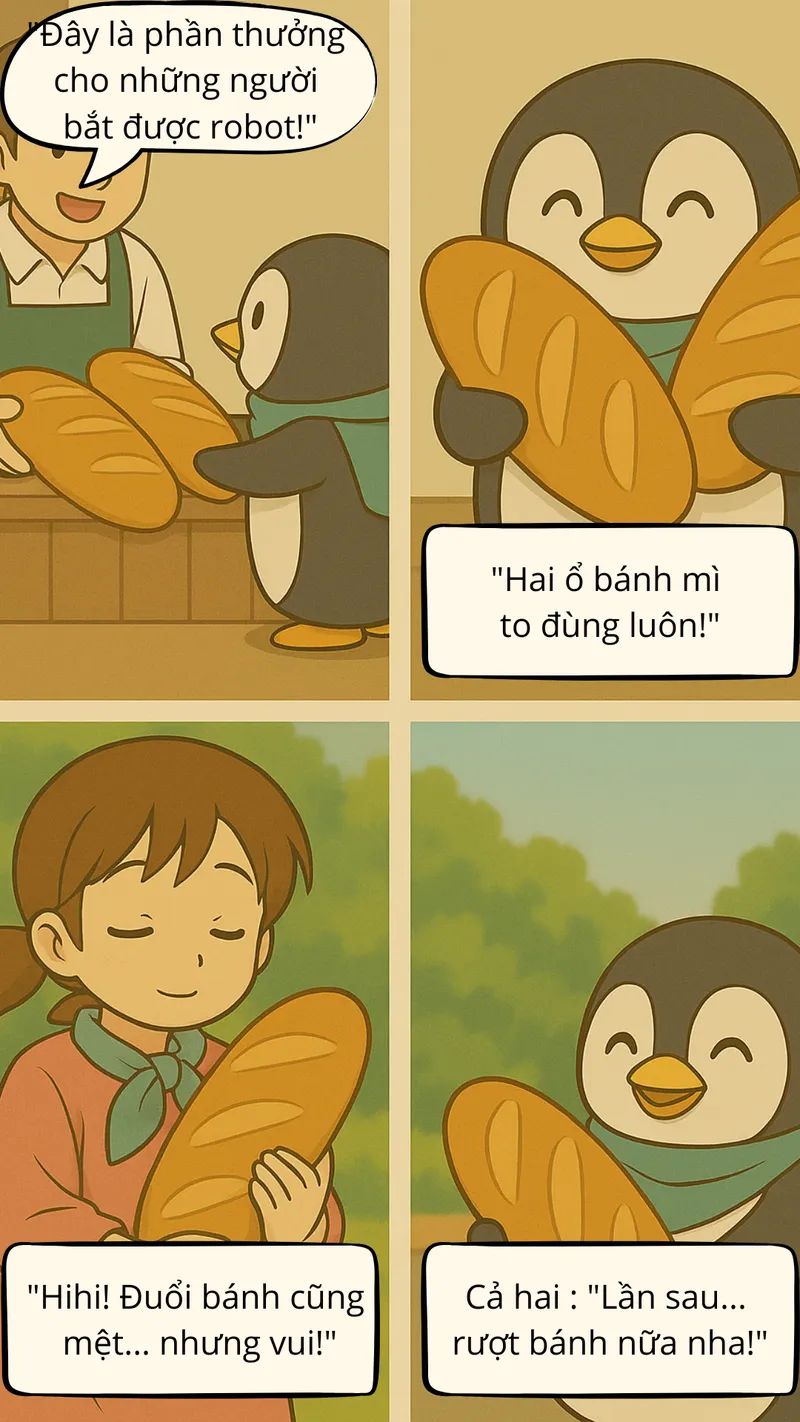 "Đây là phần thưởng
cho những người
bắt được robot!"
"Hai ổ bánh mì
to đùng luôn!"
"Hihi! Đuổi bánh cũng
mệt... nhưng vui!"
Cả hai : "Lần sau...
rượt bánh nữa nha!"